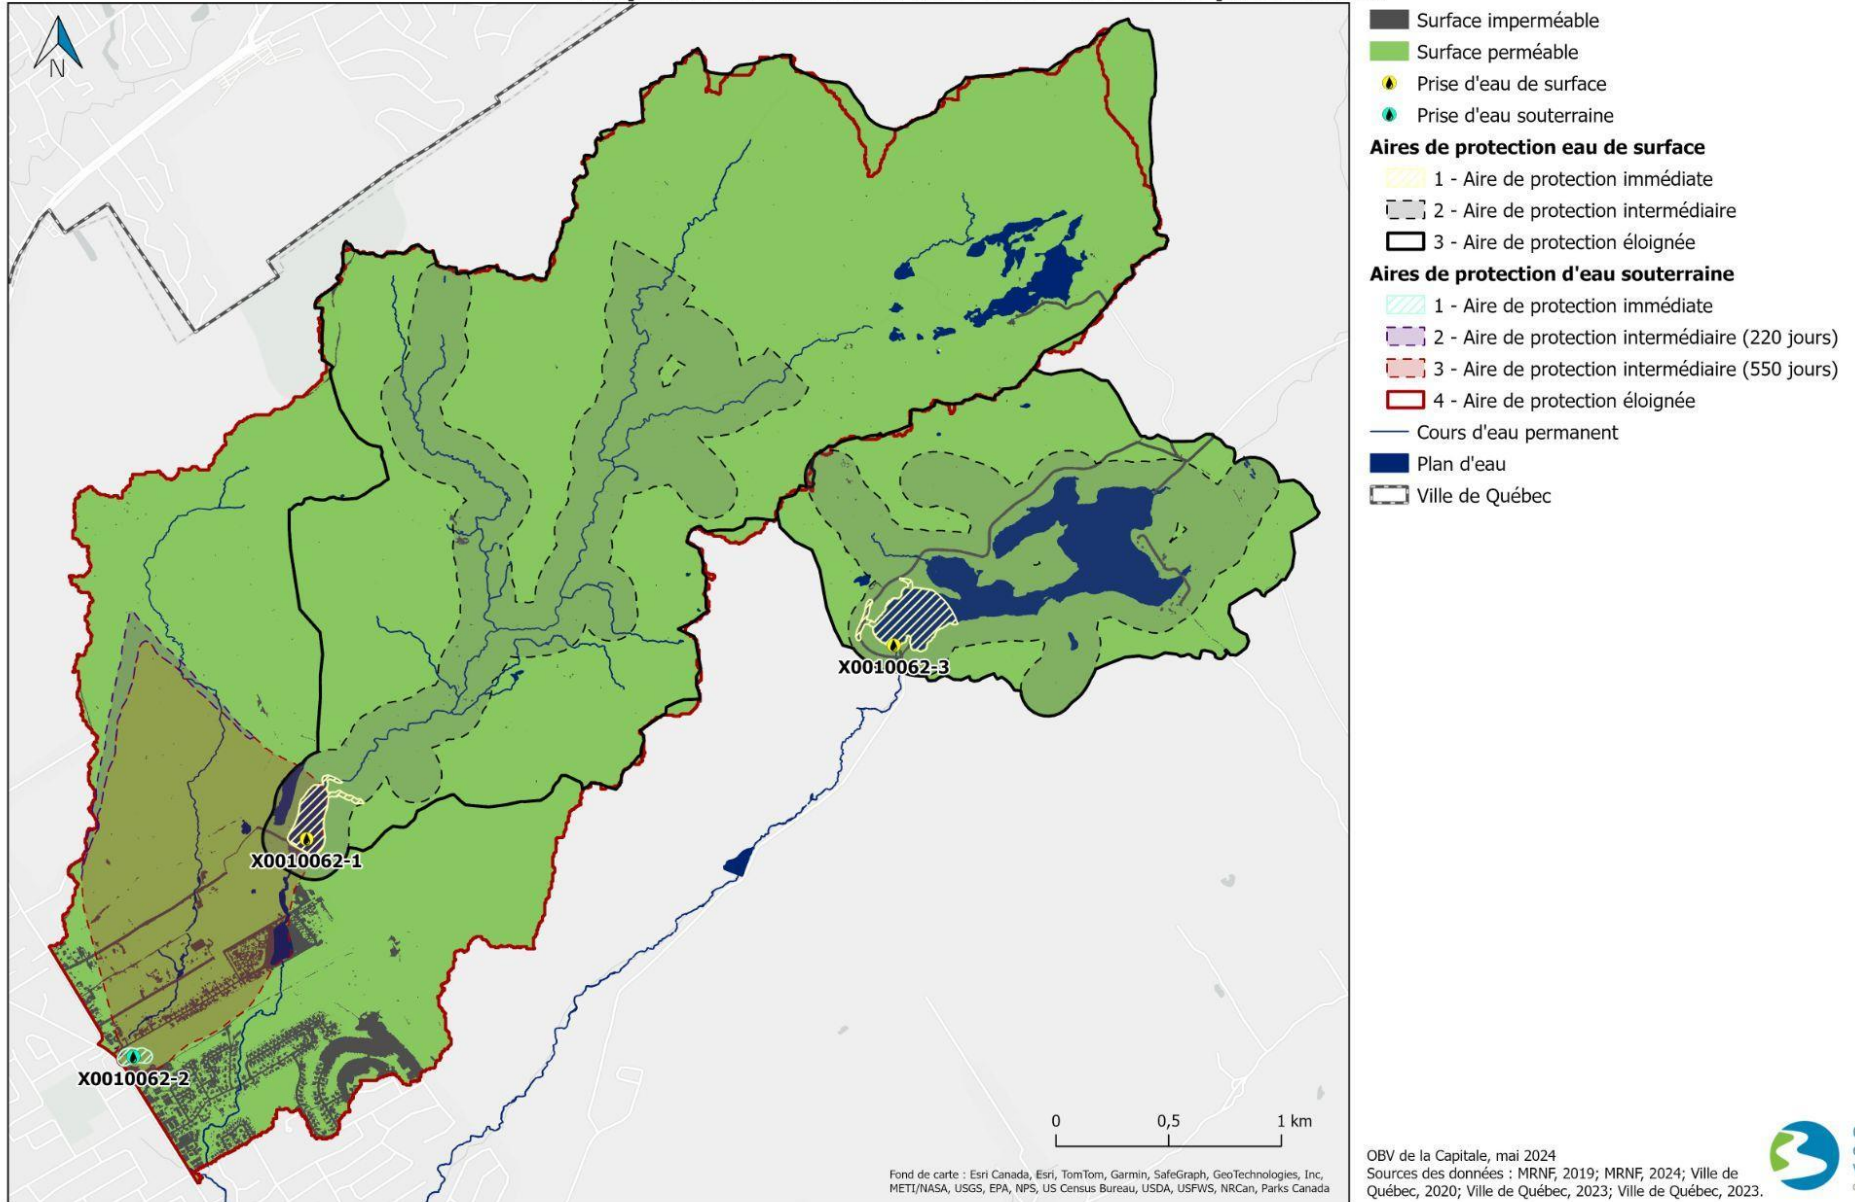 N
X0010062-3
X0010062-1
X0010062-2
0 0,5 1 km
Fond de carte : Esri Canada, Esri, TomTom, Garmin, SafeGraph, GeoTechnologies, Inc,
METI/NASA, USGS, EPA, NPS, US Census Bureau, USDA, USFWS, NRCan, Parks Canada
Surface imperméable
Surface perméable
Prise d'eau de surface
Prise d'eau souterraine
Aires de protection eau de surface
1 - Aire de protection immédiate
2 - Aire de protection intermédiaire
3 - Aire de protection éloignée
Aires de protection d'eau souterraine
1 - Aire de protection immédiate
2 - Aire de protection intermédiaire (220 jours)
3 - Aire de protection intermédiaire (550 jours)
4 - Aire de protection éloignée
Cours d'eau permanent
Plan d'eau
Ville de Québec
OBV de la Capitale, mai 2024
Sources des données : MRNF, 2019; MRNF, 2024; Ville de
Québec, 2020; Ville de Québec, 2023; Ville de Québec, 2023.